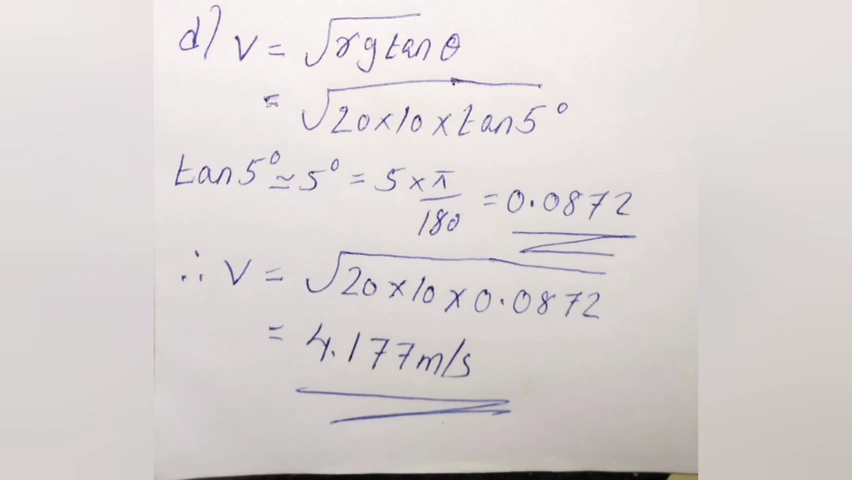 d) V = √rg tanθ
= √20×10×tan5°
tan5° ≃ 5° = 5×π/180 = 0.0872
∴ V = √20×10×0.0872
= 4.177m/s